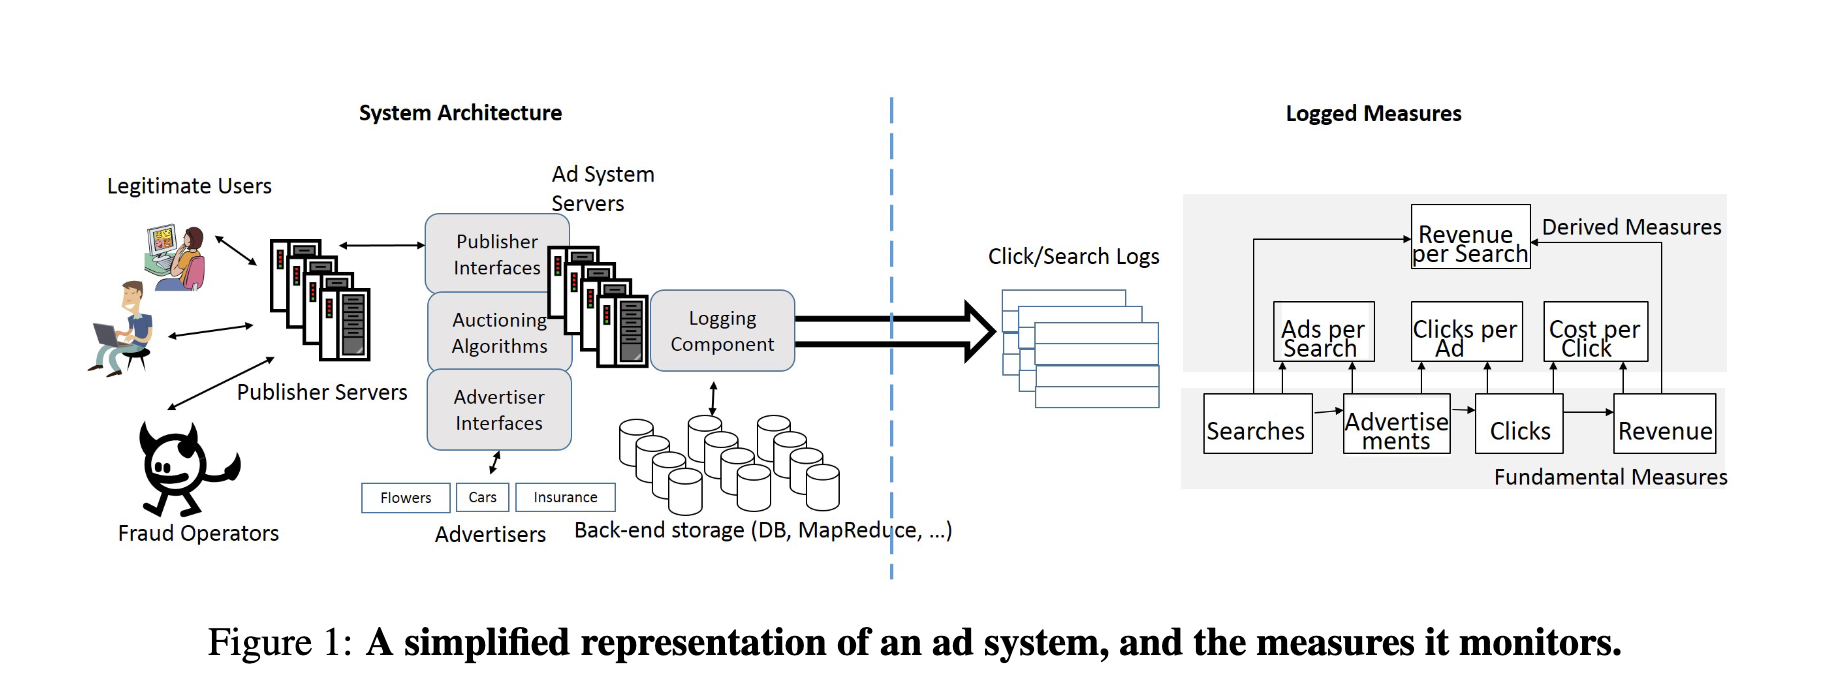 System Architecture
Logged Measures
Legitimate Users
Ad System
Servers
Publisher
Interfaces
Auctioning
Algorithms
Advertiser
Interfaces
Logging
Component
Publisher Servers
Fraud Operators
Flowers
Cars
Insurance
Advertisers
Back-end storage (DB, MapReduce, ...)
Click/Search Logs
Revenue
per Search
Derived Measures
Ads per
Search
Clicks per
Ad
Cost per
Click
Searches
Advertise
ments
Clicks
Revenue
Fundamental Measures
Figure 1: A simplified representation of an ad system, and the measures it monitors.